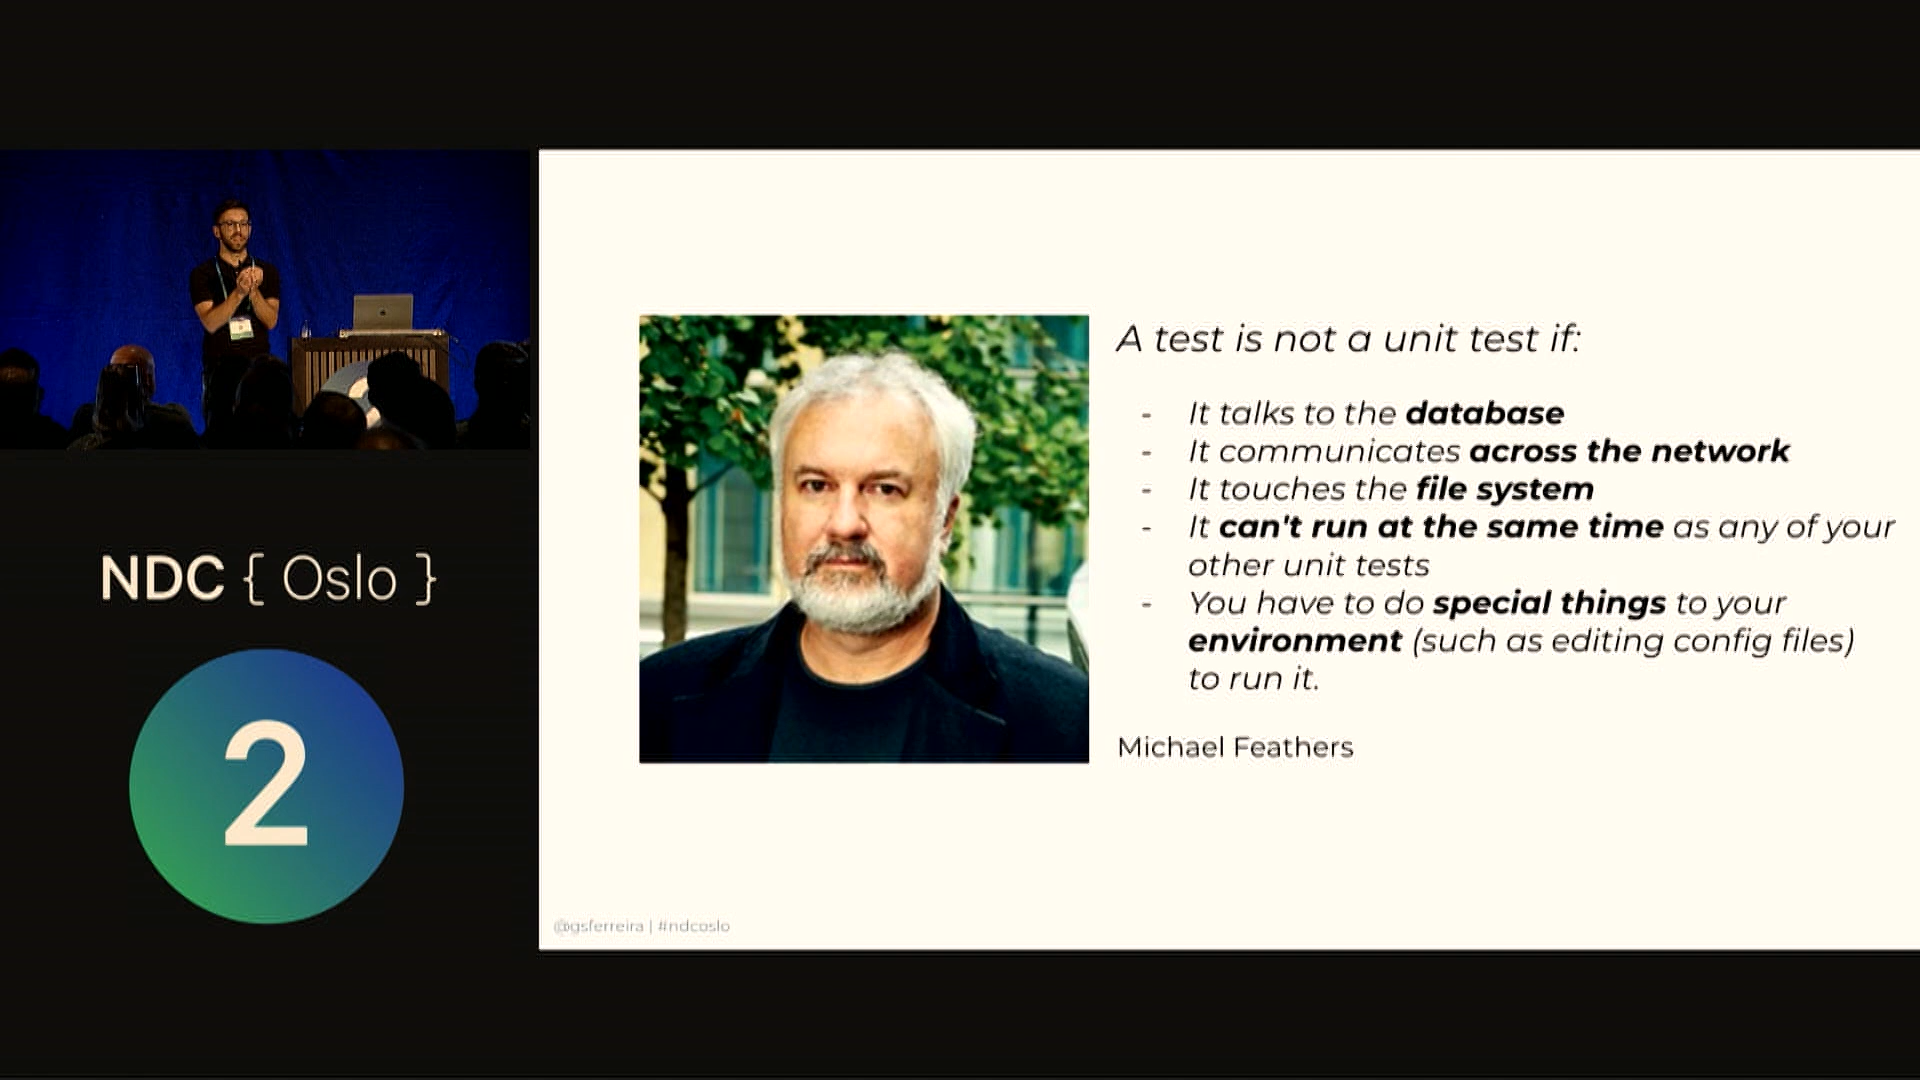 NDC { Oslo }
2
A test is not a unit test if:
- It talks to the database
- It communicates across the network
- It touches the file system
- It can't run at the same time as any of your
other unit tests
- You have to do special things to your
environment (such as editing config files)
to run it.
Michael Feathers
@gsferreira | #ndcoslo